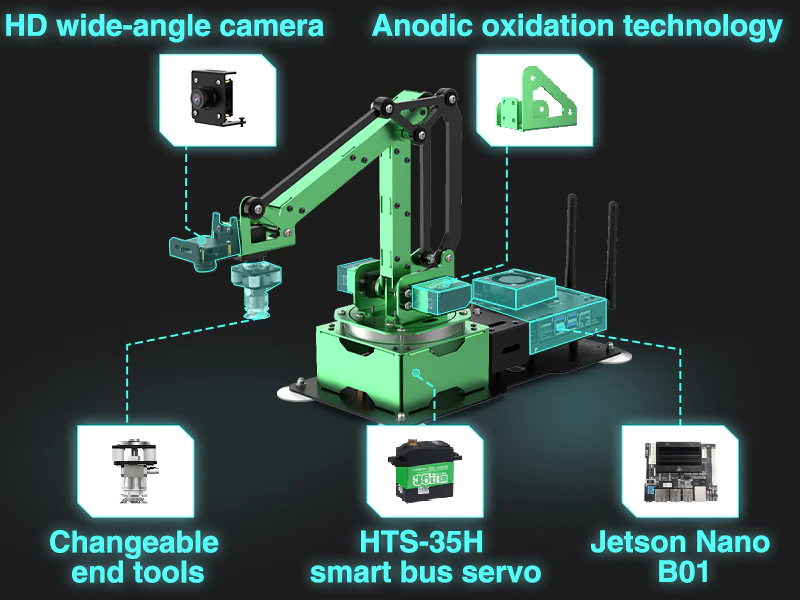 HD wide-angle camera
Anodic oxidation technology
Changeable
end tools
HTS-35H
smart bus servo
Jetson Nano
B01